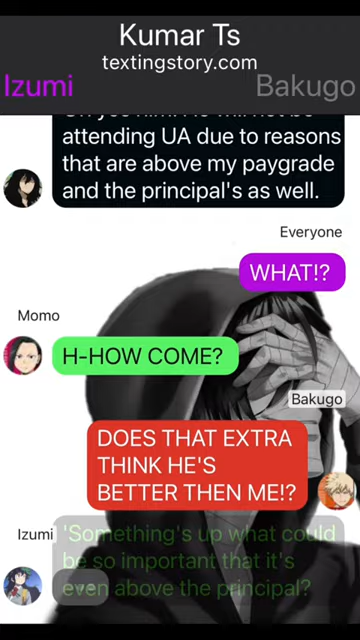 Kumar Ts
textingstory.com
Izumi
Bakugo
attending UA due to reasons
that are above my paygrade
and the principal's as well.
Everyone
WHAT!?
Momo
H-HOW COME?
Bakugo
DOES THAT EXTRA
THINK HE'S
BETTER THEN ME!?
Izumi
'Something's up what could
be so important that it's
even above the principal?